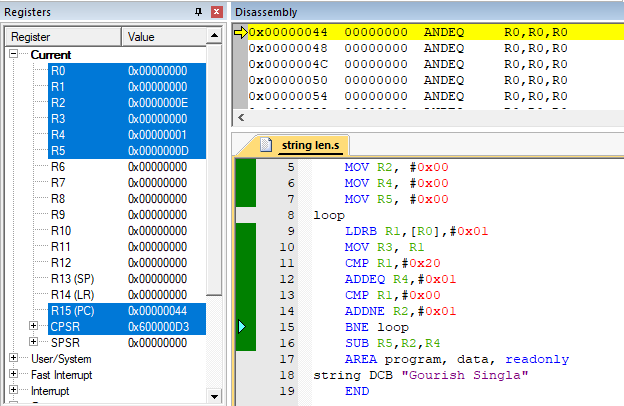 Registers
Register Value
Current
R0 0x00000000
R1 0x00000000
R2 0x0000000E
R3 0x00000000
R4 0x00000001
R5 0x0000000D
R6 0x00000000
R7 0x00000000
R8 0x00000000
R9 0x00000000
R10 0x00000000
R11 0x00000000
R12 0x00000000
R13 (SP) 0x00000000
R14 (LR) 0x00000000
R15 (PC) 0x00000044
CPSR 0x600000D3
SPSR 0x00000000
User/System
Fast Interrupt
Interrupt
Disassembly
0x00000044 00000000 ANDEQ R0,R0,R0
0x00000048 00000000 ANDEQ R0,R0,R0
0x0000004C 00000000 ANDEQ R0,R0,R0
0x00000050 00000000 ANDEQ R0,R0,R0
0x00000054 00000000 ANDEQ R0,R0,R0
string len.s
5 MOV R2, #0x00
6 MOV R4, #0x00
7 MOV R5, #0x00
8 loop
9 LDRB R1,[R0],#0x01
10 MOV R3, R1
11 CMP R1,#0x20
12 ADDEQ R4,#0x01
13 CMP R1,#0x00
14 ADDNE R2,#0x01
15 BNE loop
16 SUB R5,R2,R4
17 AREA program, data, readonly
18 string DCB "Gourish Singla"
19 END